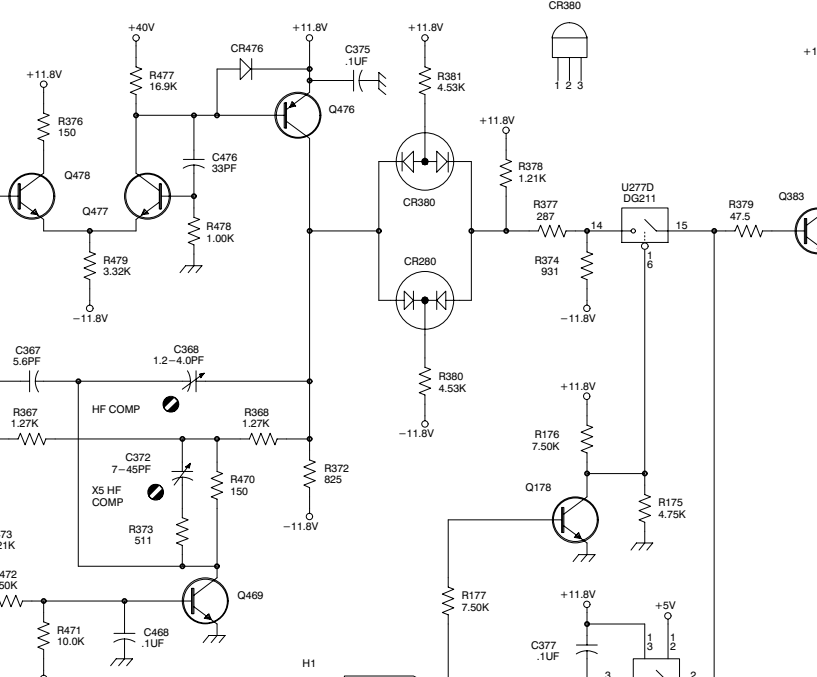 CR380
+40V
+11.8V
+11.8V
CR476
C375
.1UF
+1
+11.8V
R477
16.9K
R381
4.53K
1 2 3
R376
150
Q476
+11.8V
C476
33PF
R378
1.21K
Q478
U277D
DG211
CR380
Q477
R377
287
R379
47.5
Q383
R478
1.00K
14
15
R479
3.32K
CR280
R374
931
1
6
−11.8V
−11.8V
C367
5.6PF
C368
1.2−4.0PF
R380
4.53K
+11.8V
HF COMP
R367
1.27K
R368
1.27K
−11.8V
R176
7.50K
C372
7−45PF
R372
825
X5 HF
COMP
R470
150
Q178
R175
4.75K
−11.8V
R373
511
73
21K
472
50K
Q469
R177
7.50K
+11.8V
+5V
R471
10.0K
C468
.1UF
C377
.1UF
1
3
1
2
H1
3
2